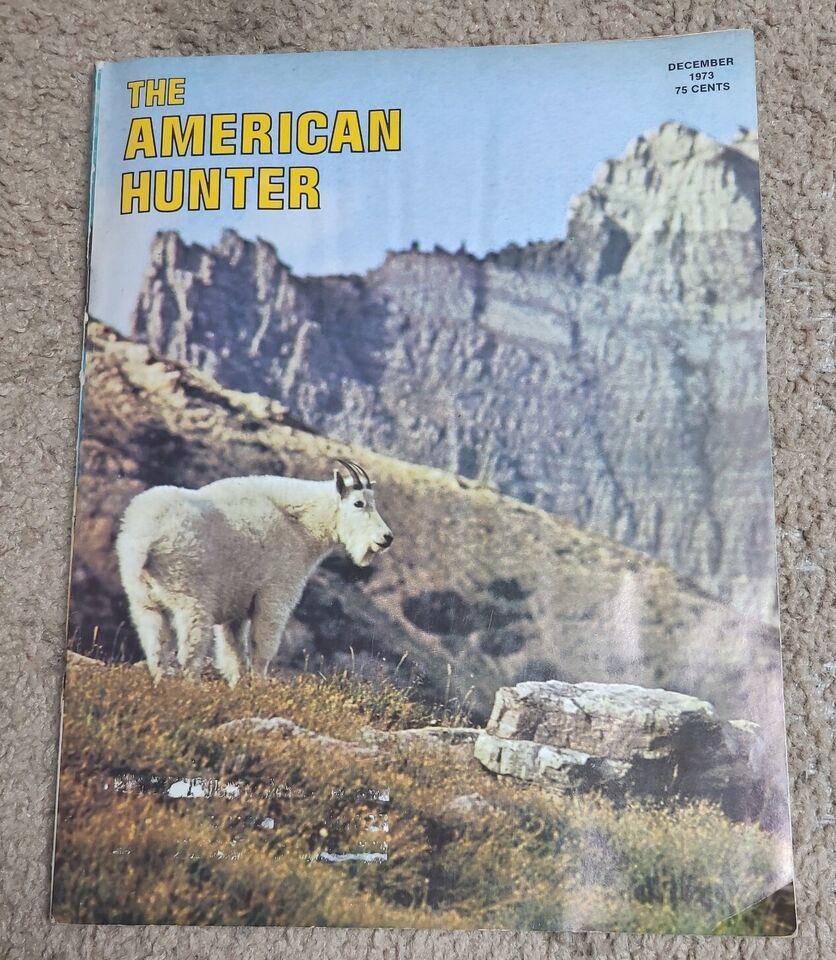 THE
AMERICAN
HUNTER
DECEMBER
1973
75 CENTS